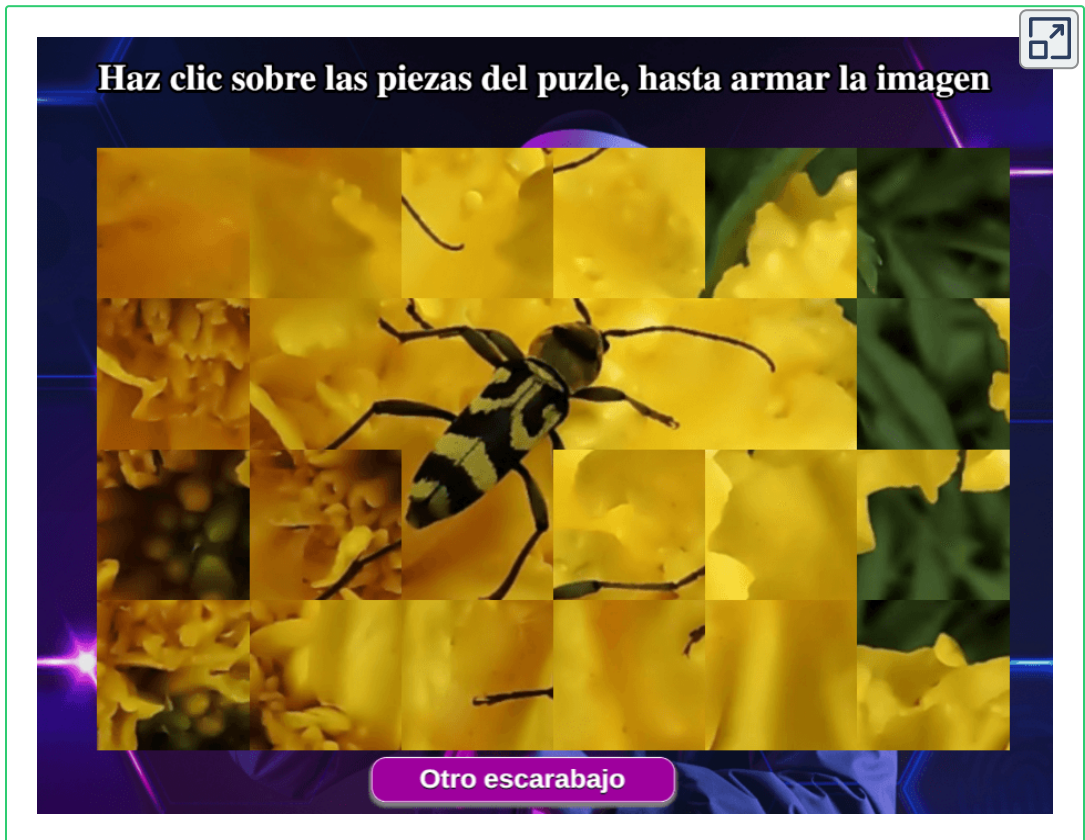 Haz clic sobre las piezas del puzle, hasta armar la imagen
Otro escarabajo